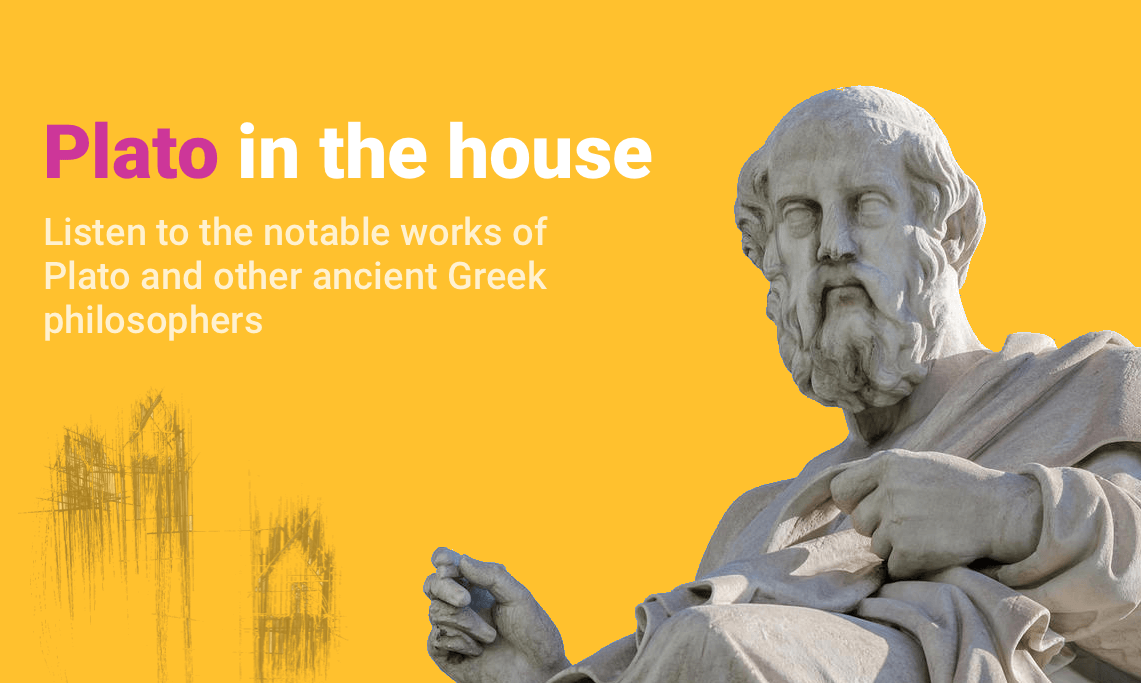 Plato in the house
Listen to the notable works of
Plato and other ancient Greek
philosophers